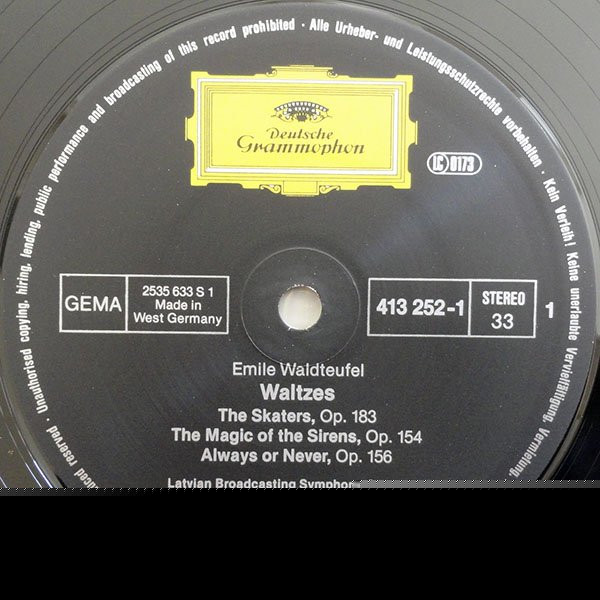 Unauthorised copying, hiring, lending, public performance and broadcasting of this record prohibited · Alle Urheber- und Leistungsschutzrechte vorbehalten · Kein Verleih! Keine unerlaubte Vervielfältigung, Vermietung,
reserved ·
Deutsche
Grammophon
LC 0173
GEMA
2535 633 S 1
Made in
West Germany
413 252-1
STEREO
33
1
Emile Waldteufel
Waltzes
The Skaters, Op. 183
The Magic of the Sirens, Op. 154
Always or Never, Op. 156
Latvian Broadcasting